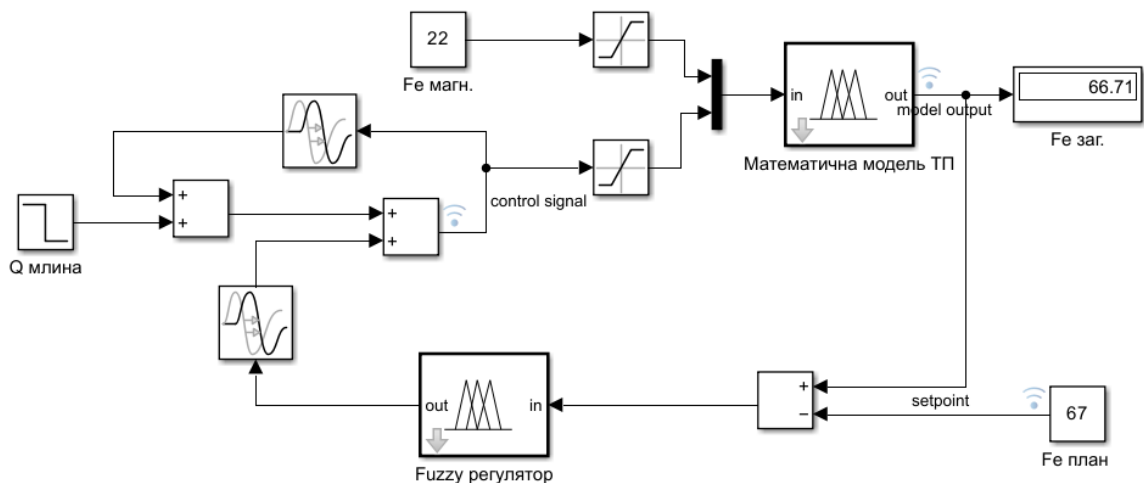 22
Fe магн.
in
out
model output
66.71
Fe заг.
Математична модель ТП
+
+
Q млина
+
+
control signal
out
in
Fuzzy регулятор
+
−
setpoint
67
Fe план